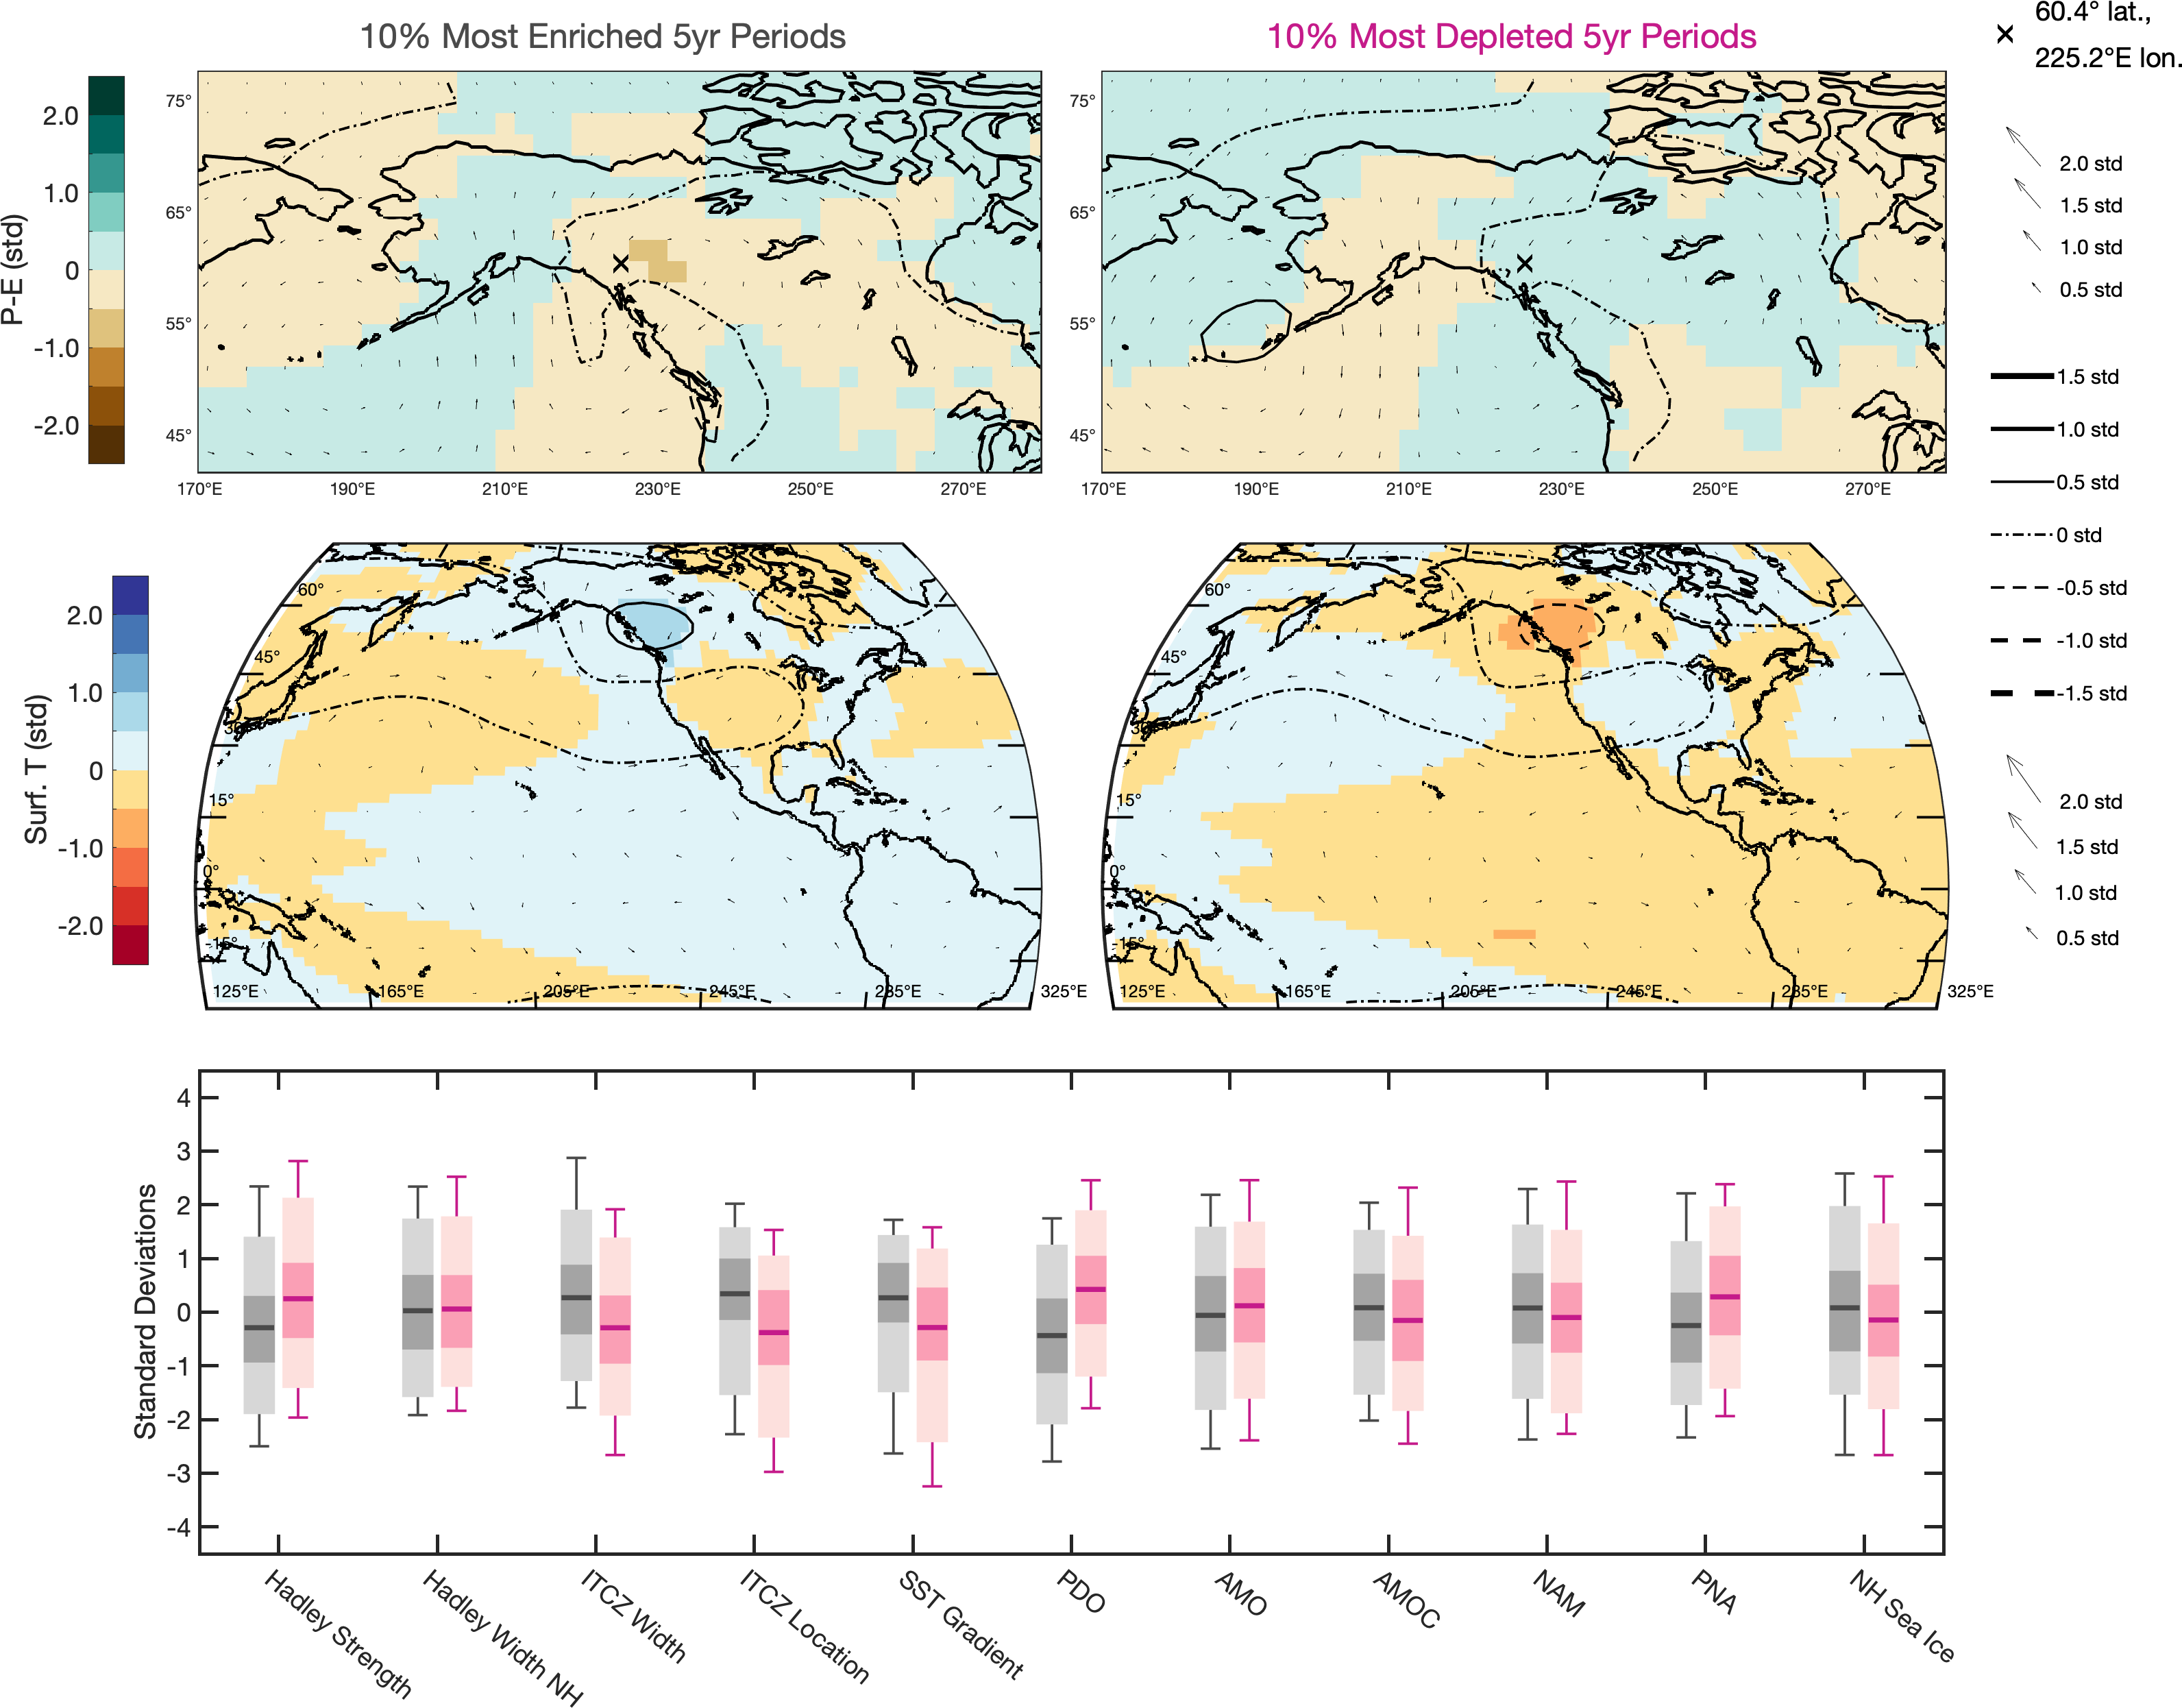 10% Most Enriched 5yr Periods
10% Most Depleted 5yr Periods
60.4° lat.,
225.2°E lon.
P-E (std)
2.0
1.0
0
-1.0
-2.0
75°
65°
55°
45°
170°E 190°E 210°E 230°E 250°E 270°E
75°
65°
55°
45°
170°E 190°E 210°E 230°E 250°E 270°E
2.0 std
1.5 std
1.0 std
0.5 std
1.5 std
1.0 std
0.5 std
0 std
-0.5 std
-1.0 std
-1.5 std
Surf. T (std)
2.0
1.0
0
-1.0
-2.0
60°
45°
30°
15°
0°
-15°
125°E 165°E 205°E 245°E 285°E 325°E
60°
45°
30°
15°
0°
-15°
125°E 165°E 205°E 245°E 285°E 325°E
2.0 std
1.5 std
1.0 std
0.5 std
Standard Deviations
4
3
2
1
0
-1
-2
-3
-4
Hadley Strength
Hadley Width NH
ITCZ Width
ITCZ Location
SST Gradient
PDO
AMO
AMOC
NAM
PNA
NH Sea Ice